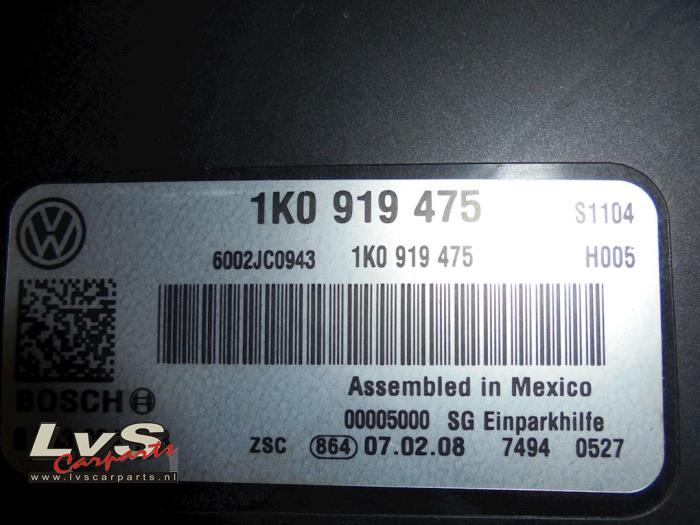 1K0 919 475 S1104
6002JC0943 1K0 919 475 H005
Assembled in Mexico
BOSCH
00005000 SG Einparkhilfe
ZSC 864 07.02.08 7494 0527
LvS
Carparts
www.lvscarparts.nl